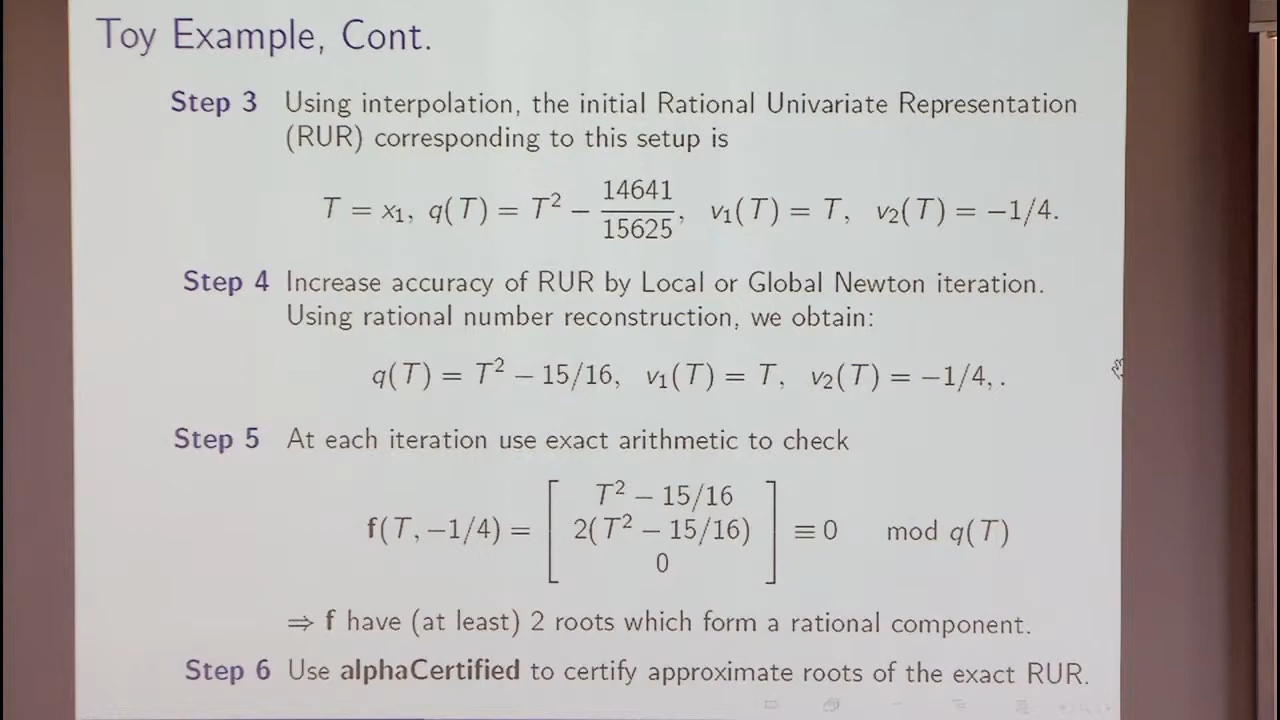 Toy Example, Cont.
Step 3 Using interpolation, the initial Rational Univariate Representation
(RUR) corresponding to this setup is
T = x₁, q(T) = T² − 14641/15625, v₁(T) = T, v₂(T) = −1/4.
Step 4 Increase accuracy of RUR by Local or Global Newton iteration.
Using rational number reconstruction, we obtain:
q(T) = T² − 15/16, v₁(T) = T, v₂(T) = −1/4, .
Step 5 At each iteration use exact arithmetic to check
f(T, −1/4) = [ T² − 15/16
2(T² − 15/16)
0 ] ≡ 0 mod q(T)
⇒ f have (at least) 2 roots which form a rational component.
Step 6 Use alphaCertified to certify approximate roots of the exact RUR.